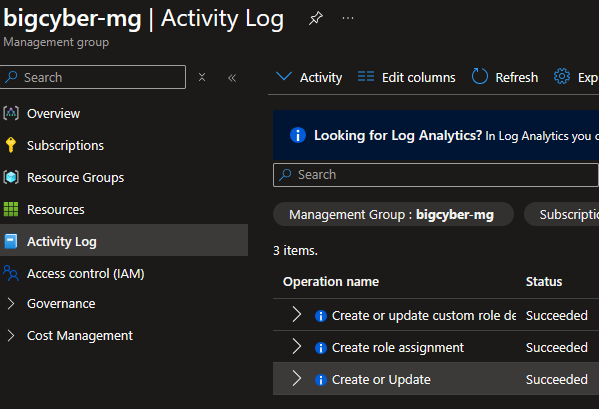 bigcyber-mg | Activity Log
Management group
Search
Overview
Subscriptions
Resource Groups
Resources
Activity Log
Access control (IAM)
Governance
Cost Management
Activity Edit columns Refresh Exp
Looking for Log Analytics? In Log Analytics you c
Search
Management Group : bigcyber-mg Subscripti
3 items.
Operation name Status
Create or update custom role de Succeeded
Create role assignment Succeeded
Create or Update Succeeded